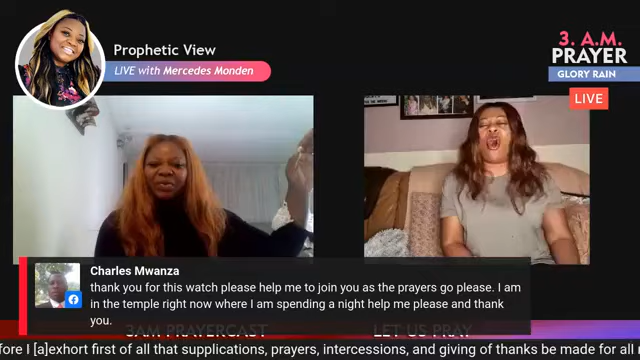 Prophetic View
LIVE with Mercedes Monden
3. A.M.
PRAYER
GLORY RAIN
LIVE
Charles Mwanza
thank you for this watch please help me to join you as the prayers go please. I am
in the temple right now where I am spending a night help me please and thank
you.
3AM PRAYERCAST
LET US PRAY
fore I [a]exhort first of all that supplications, prayers, intercessions, and giving of thanks be made for all